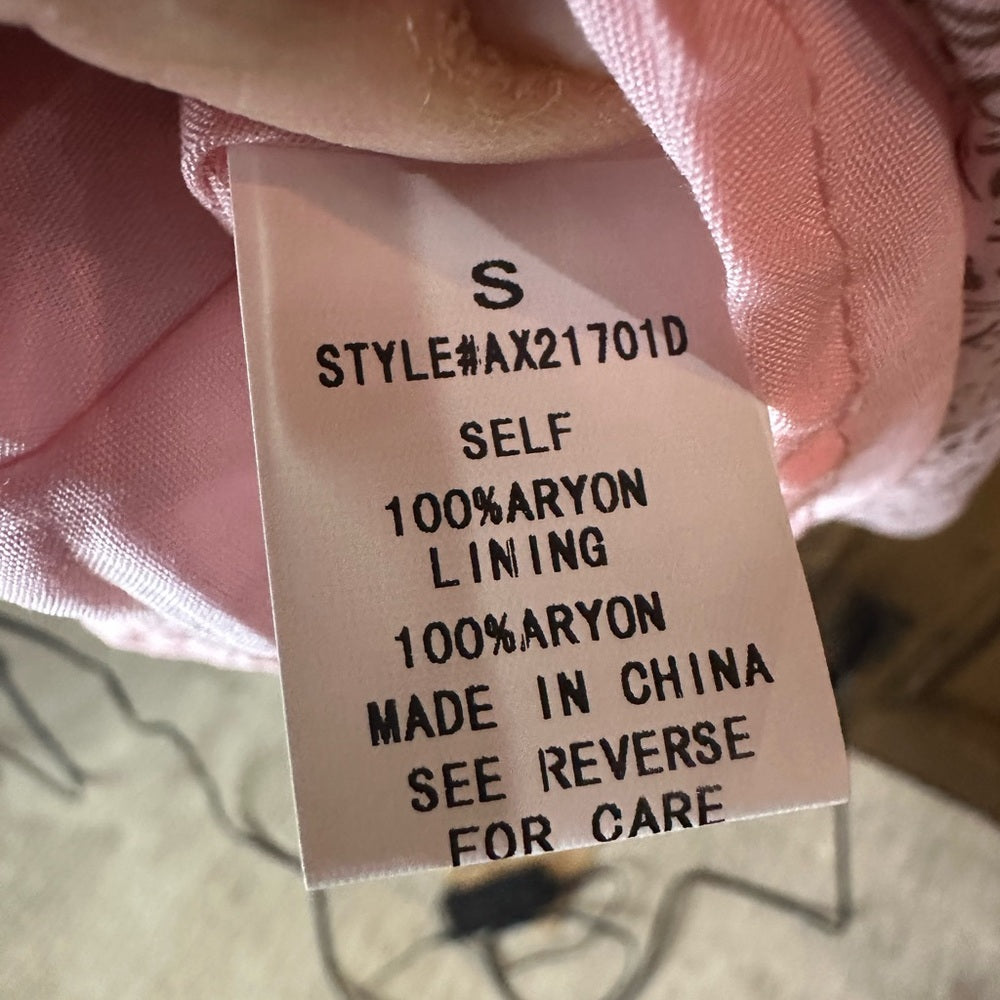 S
STYLE#AX21701D
SELF
100%ARYON
LINING
100%ARYON
MADE IN CHINA
SEE REVERSE
FOR CARE